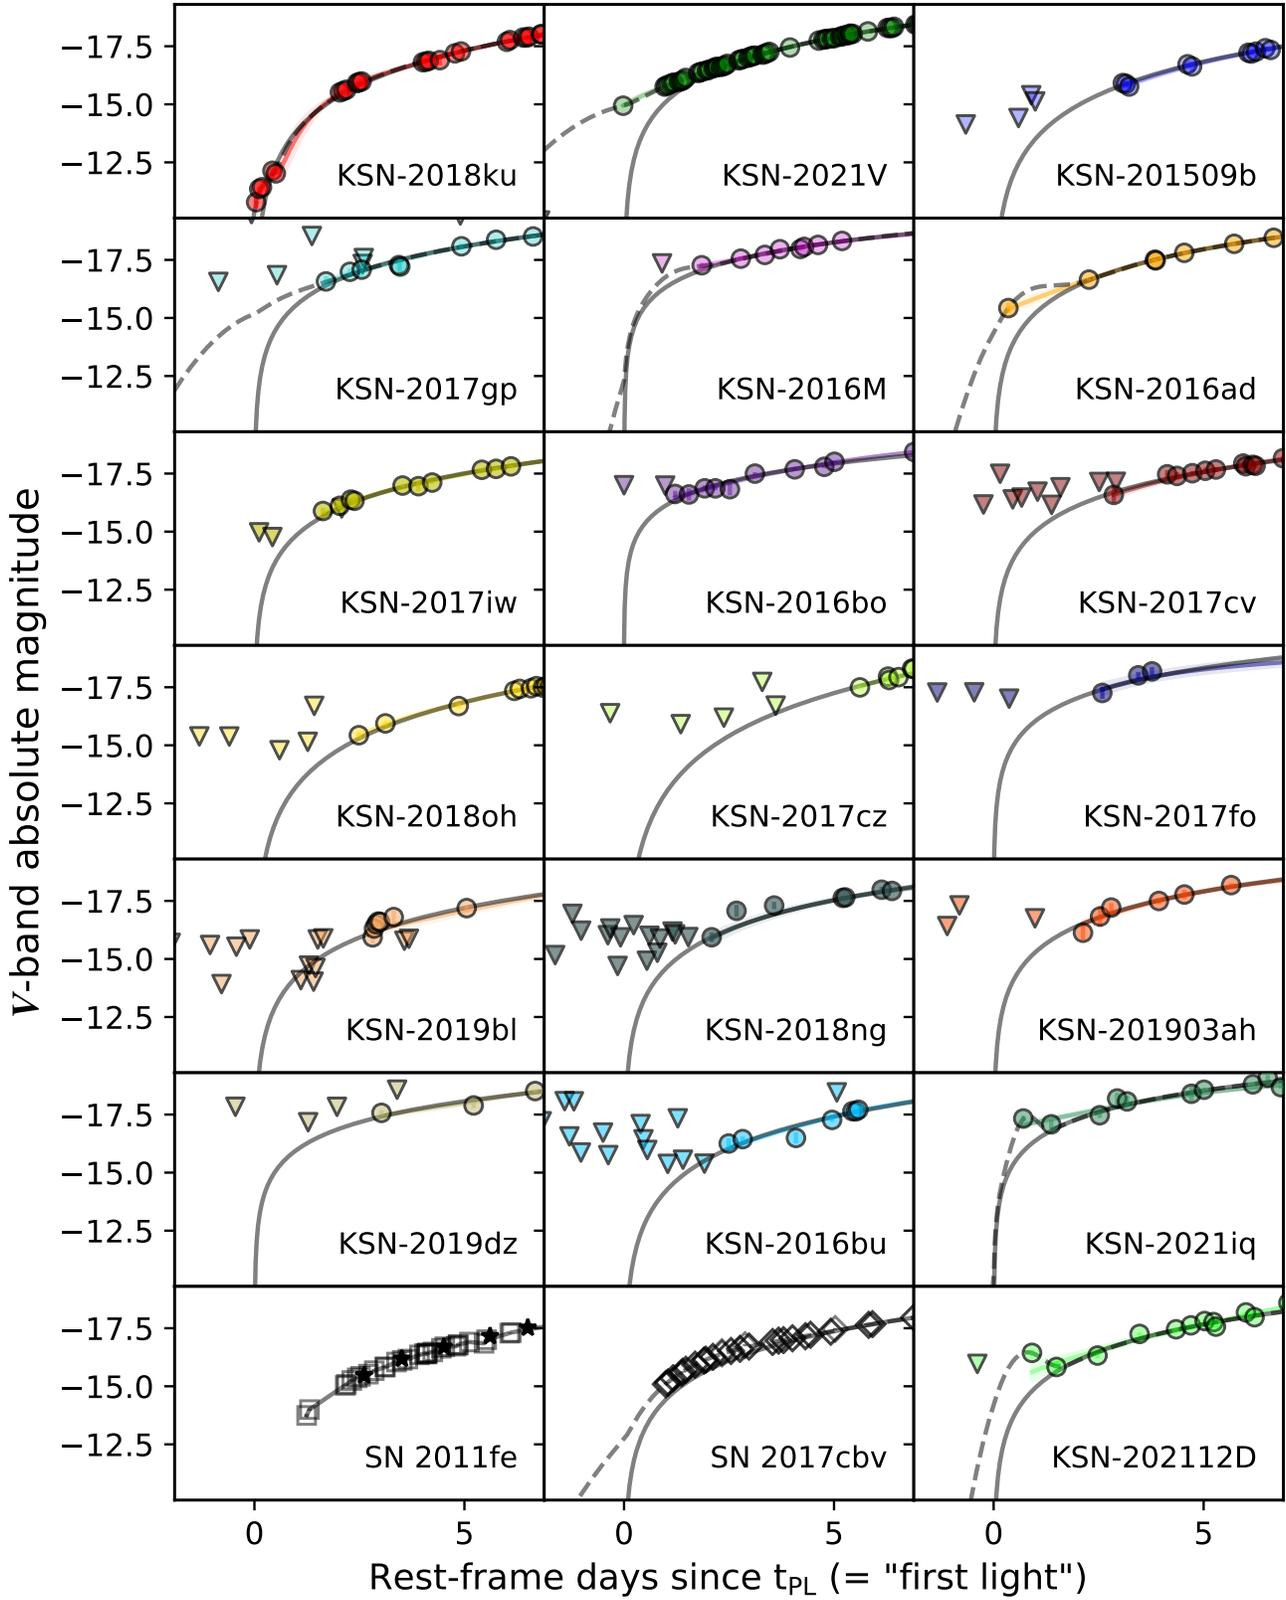 −17.5
−15.0
−12.5
KSN-2018ku
KSN-2021V
KSN-201509b
−17.5
−15.0
−12.5
KSN-2017gp
KSN-2016M
KSN-2016ad
−17.5
−15.0
−12.5
KSN-2017iw
KSN-2016bo
KSN-2017cv
V-band absolute magnitude
−17.5
−15.0
−12.5
KSN-2018oh
KSN-2017cz
KSN-2017fo
−17.5
−15.0
−12.5
KSN-2019bl
KSN-2018ng
KSN-201903ah
−17.5
−15.0
−12.5
KSN-2019dz
KSN-2016bu
KSN-2021iq
−17.5
−15.0
−12.5
SN 2011fe
SN 2017cbv
KSN-202112D
0 5 0 5 0 5
Rest-frame days since tPL (= "first light")